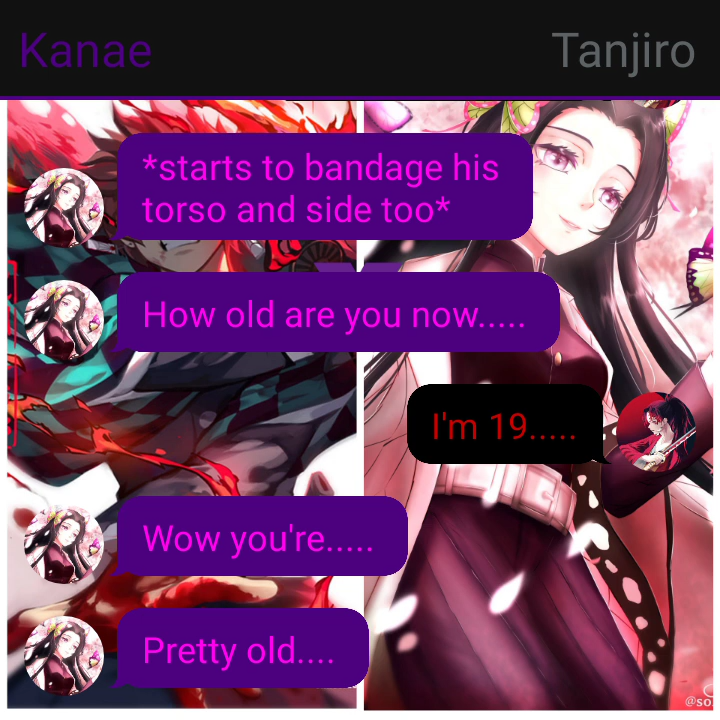 Kanae
Tanjiro
*starts to bandage his
torso and side too*
How old are you now.....
I'm 19.....
Wow you're.....
Pretty old....